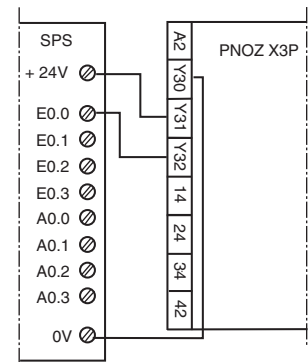 SPS
+ 24V
E0.0
E0.1
E0.2
E0.3
A0.0
A0.1
A0.2
A0.3
0V
A2
Y30
Y31
Y32
14
24
34
42
PNOZ X3P